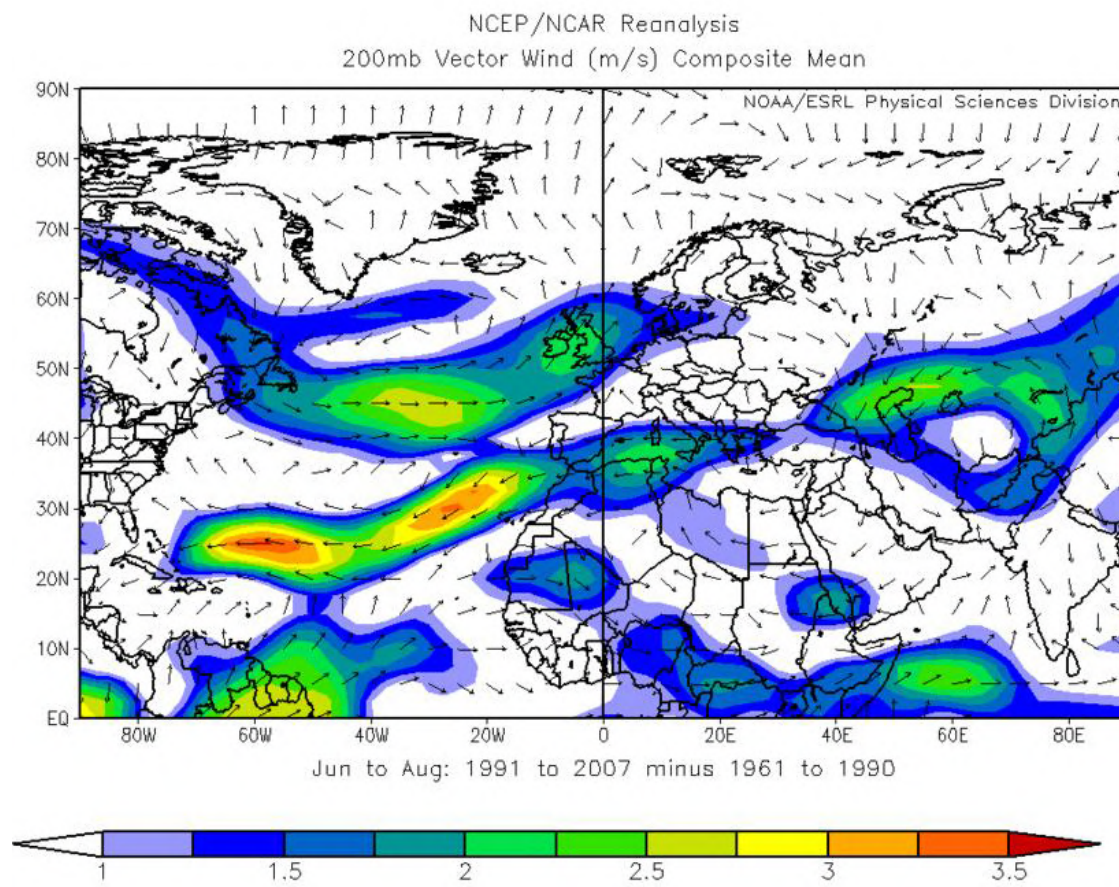 NCEP/NCAR Reanalysis
200mb Vector Wind (m/s) Composite Mean
NOAA/ESRL Physical Sciences Division
90N
80N
70N
60N
50N
40N
30N
20N
10N
EQ
80W 60W 40W 20W 0 20E 40E 60E 80E
Jun to Aug: 1991 to 2007 minus 1961 to 1990
1 1.5 2 2.5 3 3.5